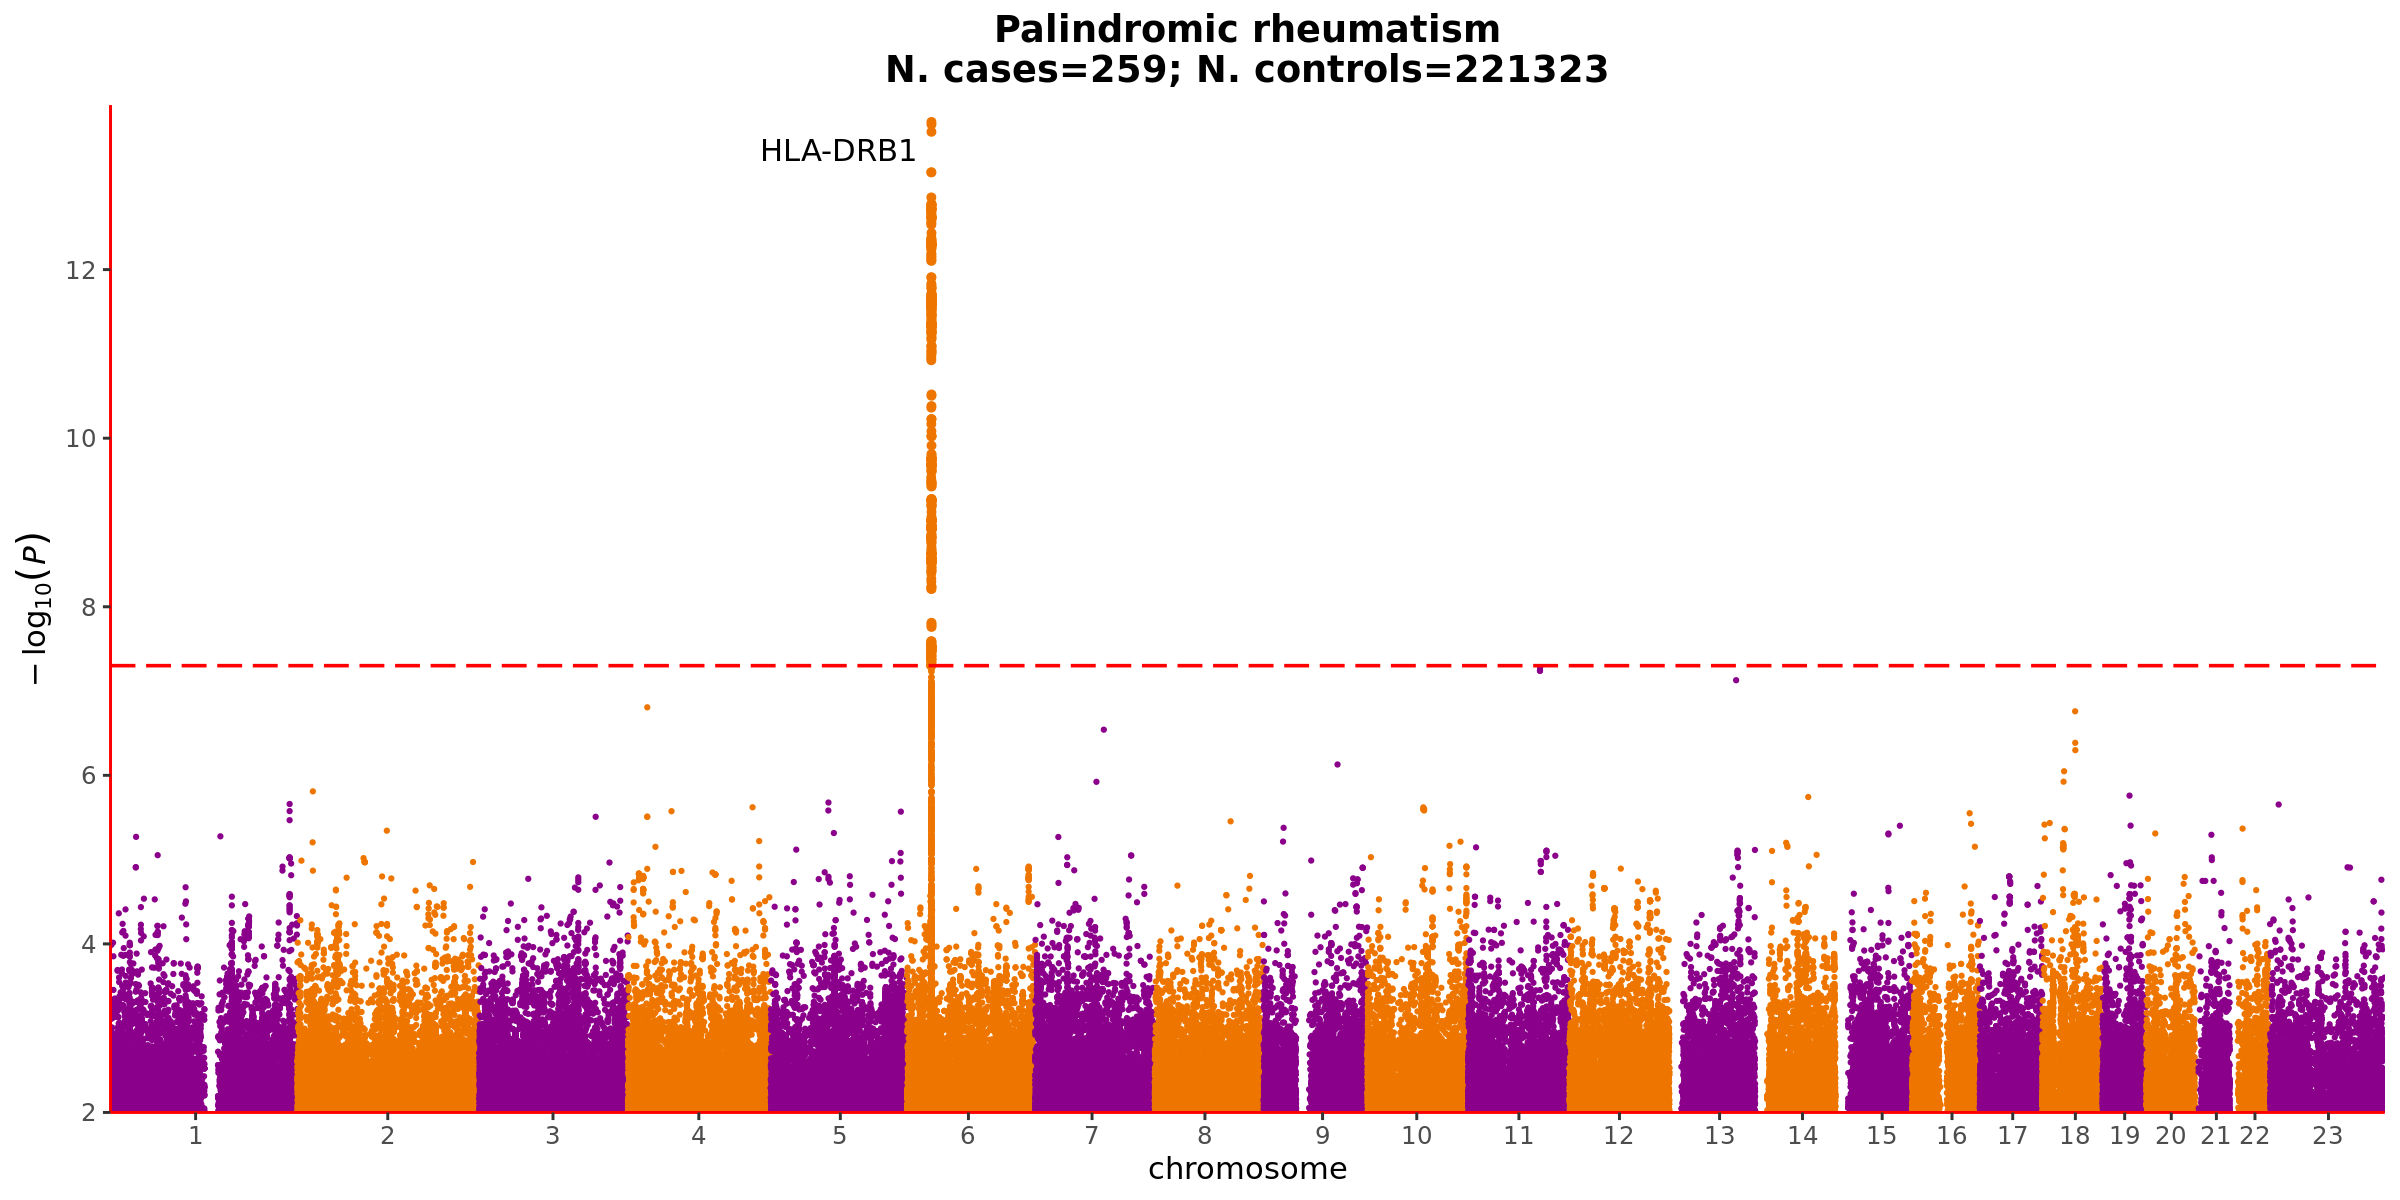 Palindromic rheumatism
N. cases=259; N. controls=221323
HLA-DRB1
12
10
8
6
4
2
−log₁₀(P)
1 2 3 4 5 6 7 8 9 10 11 12 13 14 15 16 17 18 19 20 21 22 23
chromosome